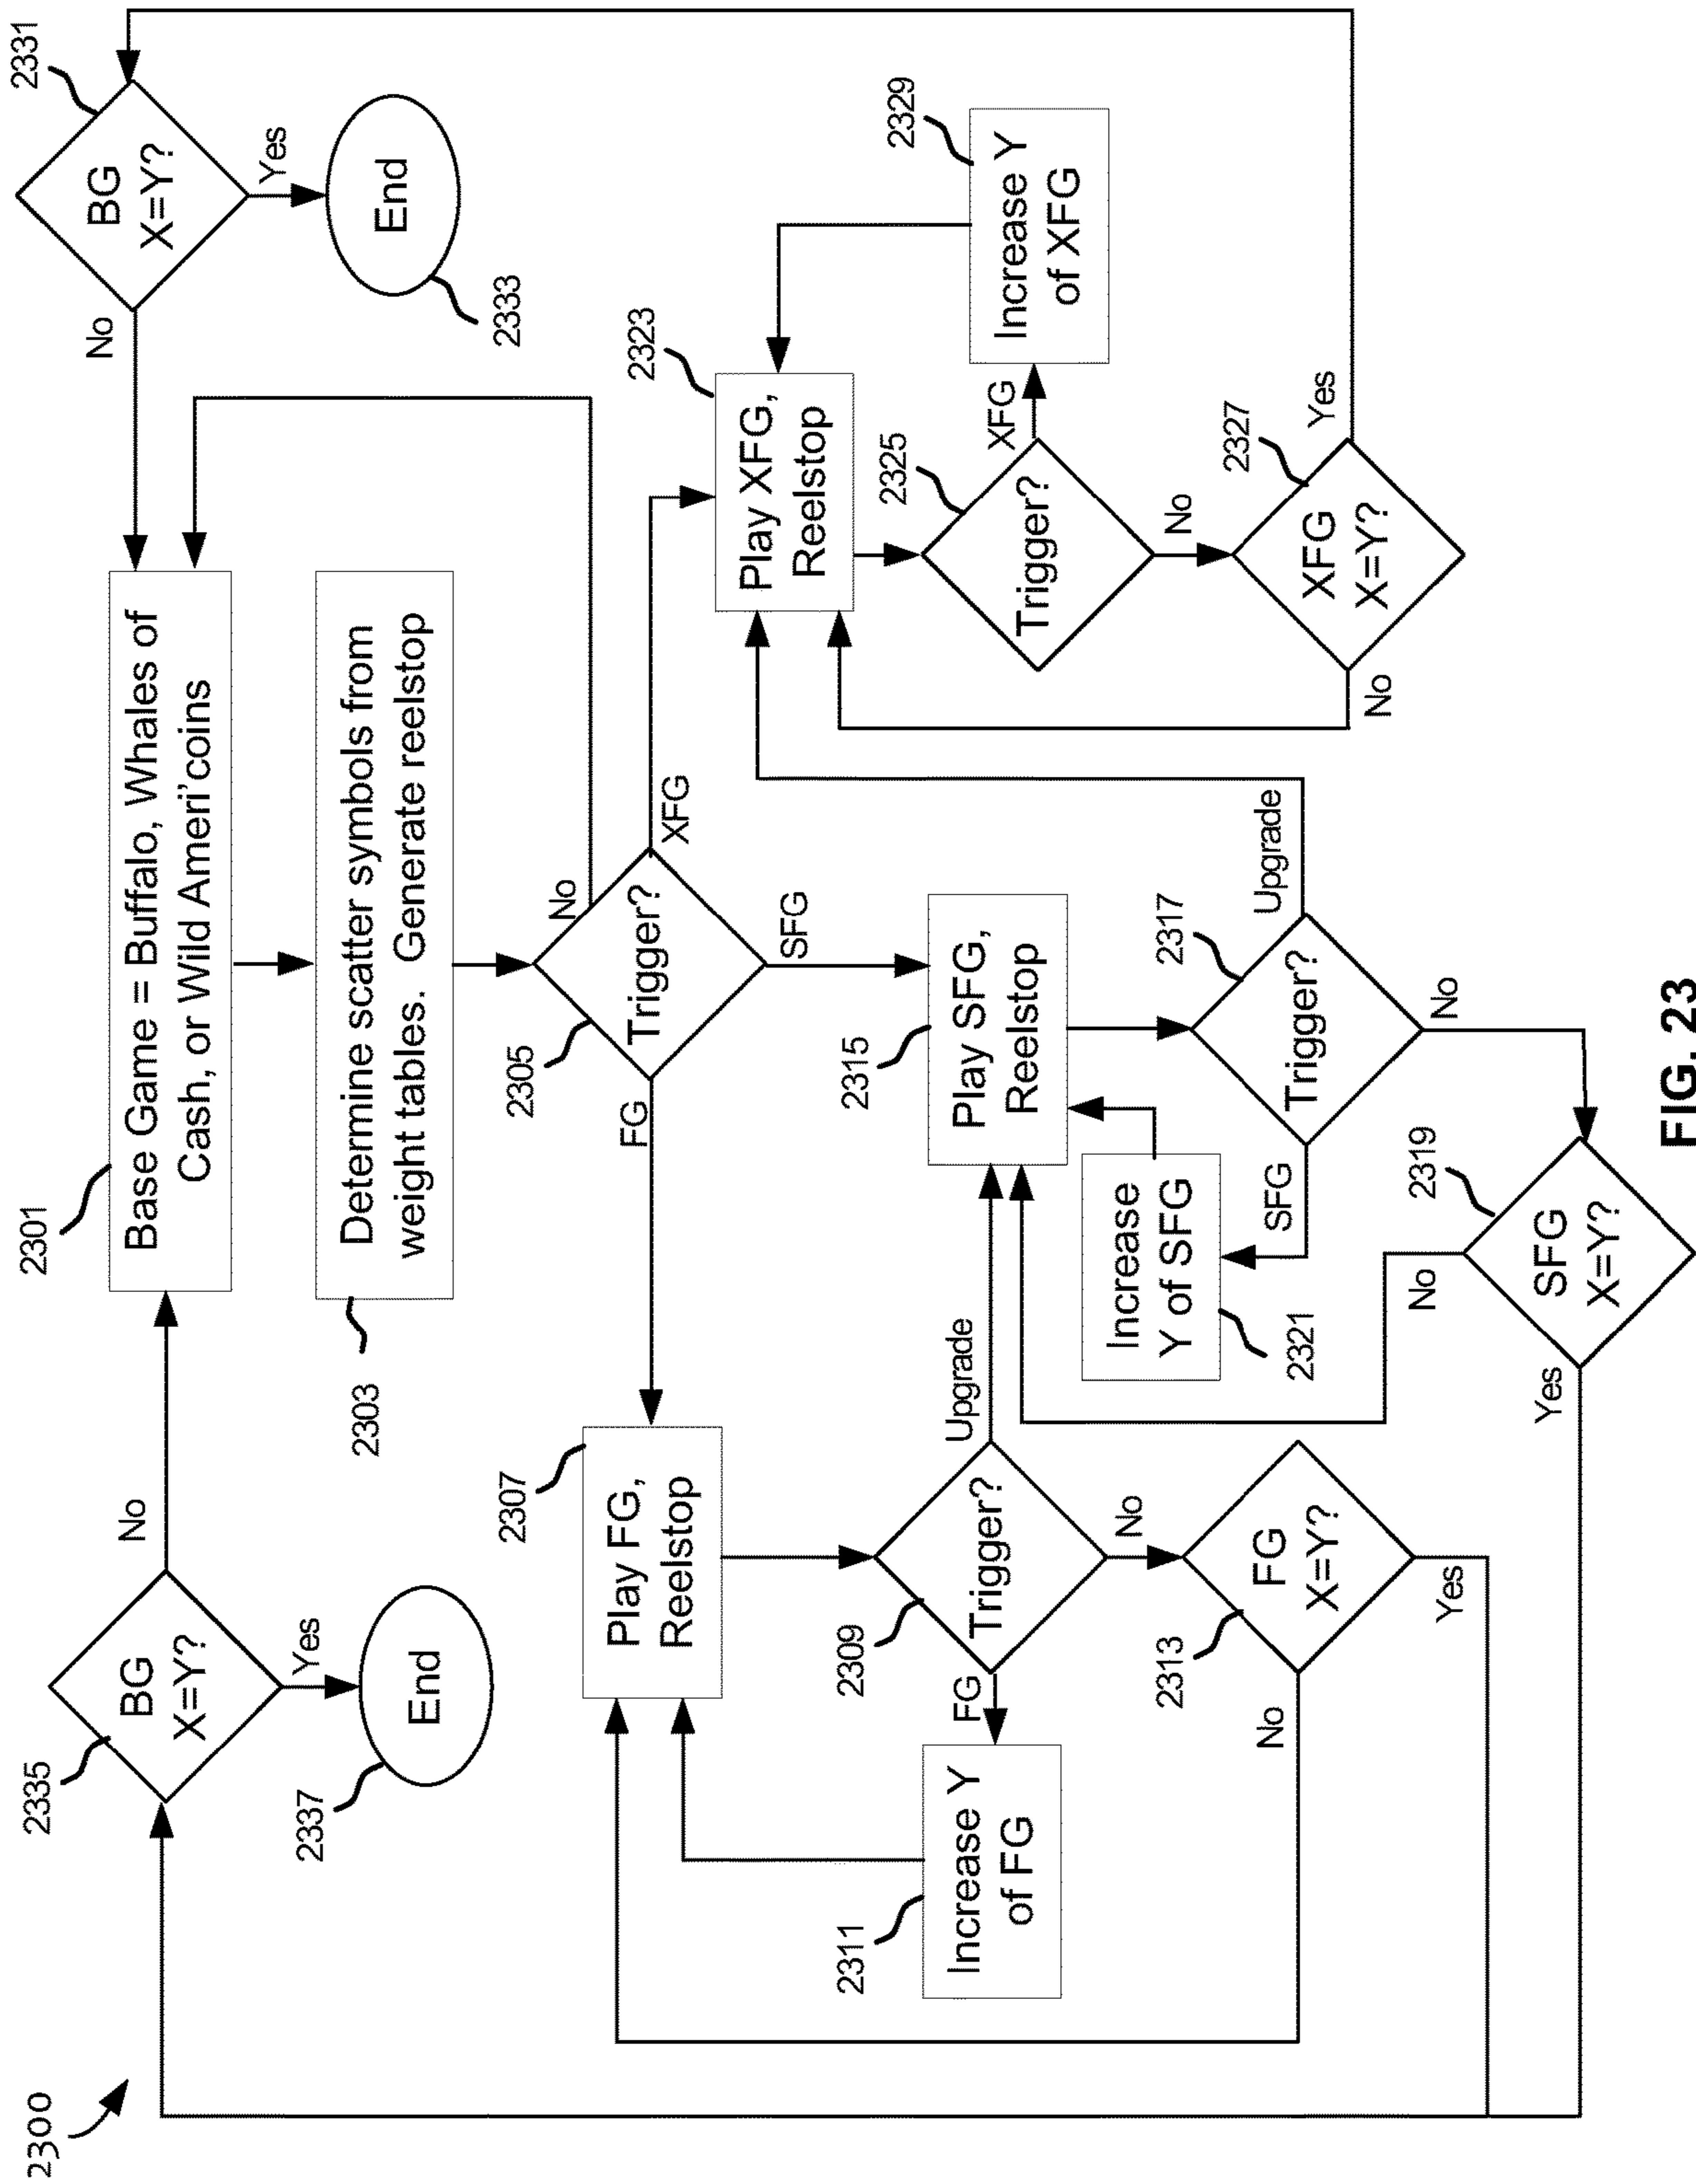 2300
2335
BG
X=Y?
No
Yes
2337
End
2301
Base Game = Buffalo, Whales of
Cash, or Wild Ameri'coins
2303
Determine scatter symbols from
weight tables.  Generate reelstop
2331
BG
X=Y?
No
Yes
2333
End
2305
Trigger?
No
FG
SFG
XFG
2307
Play FG,
Reelstop
2309
Trigger?
Upgrade
FG
No
2311
Increase Y
of FG
2313
FG
X=Y?
No
Yes
2315
Play SFG,
Reelstop
2317
Trigger?
Upgrade
SFG
No
2321
Increase
Y of SFG
2319
SFG
X=Y?
No
Yes
2323
Play XFG,
Reelstop
2325
Trigger?
XFG
No
2329
Increase Y
of XFG
2327
XFG
X=Y?
No
Yes
FIG. 23